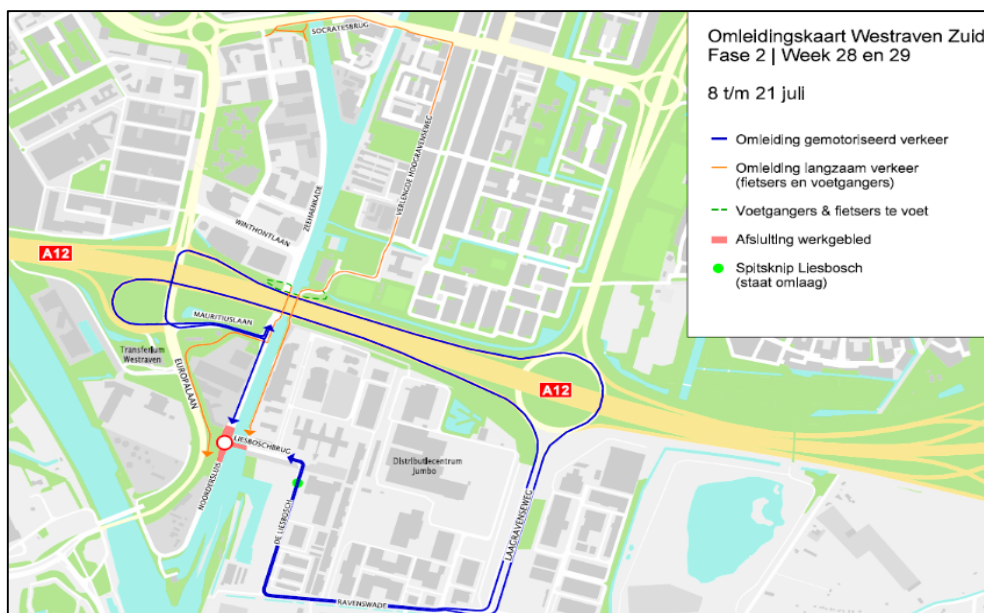 Omleidingskaart Westraven Zuid
Fase 2 | Week 28 en 29
8 t/m 21 juli
Omleiding gemotoriseerd verkeer
Omleiding langzaam verkeer
(fietsers en voetgangers)
Voetgangers & fietsers te voet
Afsluiting werkgebied
Spitsknip Liesbosch
(staat omlaag)
SOCRATESBRUG
VERLENGDE HOOGRAVENSEWEG
ZIJDEKADE
WINTHONTLAAN
A12
MAURITIUSLAAN
Transferium
Westraven
EUROPALAAN
A12
LIESBOSCHBRUG
NOORDERSLUIS
Distributiecentrum
Jumbo
DE LIESBOSCH
LAAGRAVENSEWEG
RAVENSWADE